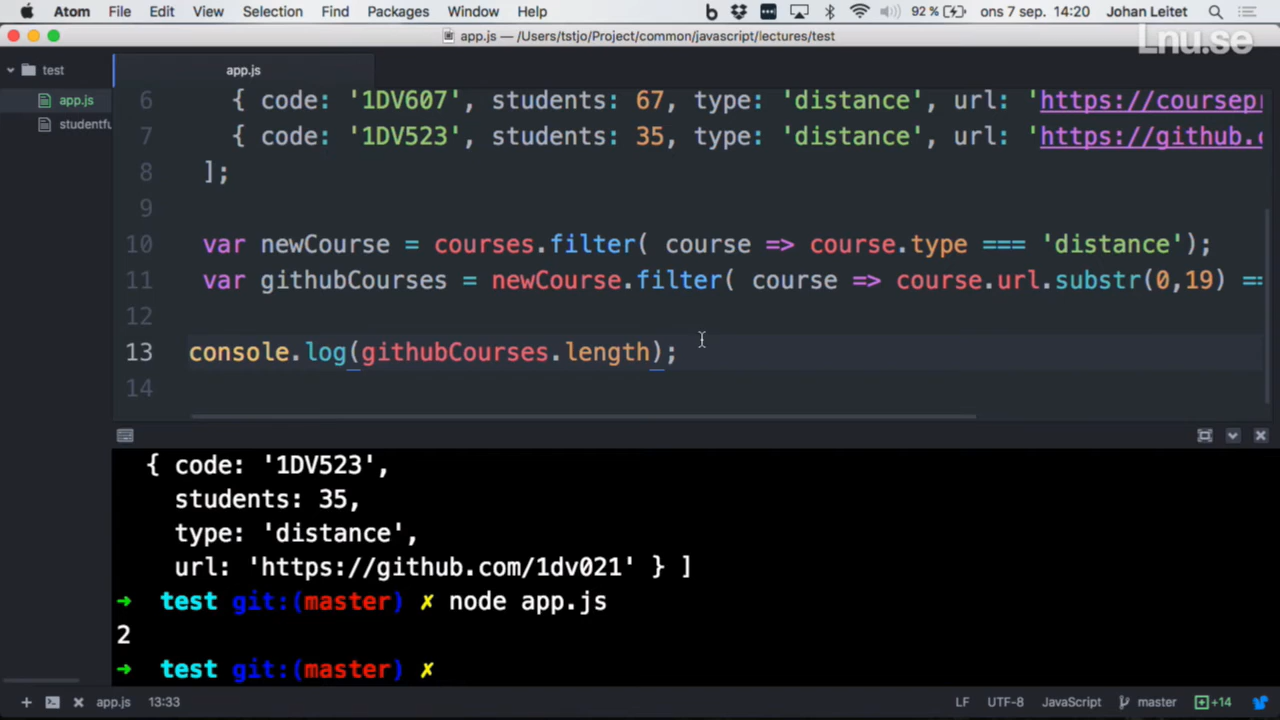 Atom File Edit View Selection Find Packages Window Help 92 % ons 7 sep. 14:20 Johan Leitet
app.js — /Users/tstjo/Project/common/javascript/lectures/test
Lnu.se
test
app.js
app.js
studentfu
6 { code: '1DV607', students: 67, type: 'distance', url: 'https://coursepr
7 { code: '1DV523', students: 35, type: 'distance', url: 'https://github.c
8 ];
9
10 var newCourse = courses.filter( course => course.type === 'distance');
11 var githubCourses = newCourse.filter( course => course.url.substr(0,19) ==
12
13 console.log(githubCourses.length);
14
{ code: '1DV523',
students: 35,
type: 'distance',
url: 'https://github.com/1dv021' } ]
→ test git:(master) ✗ node app.js
2
→ test git:(master) ✗
app.js 13:33 LF UTF-8 JavaScript master +14